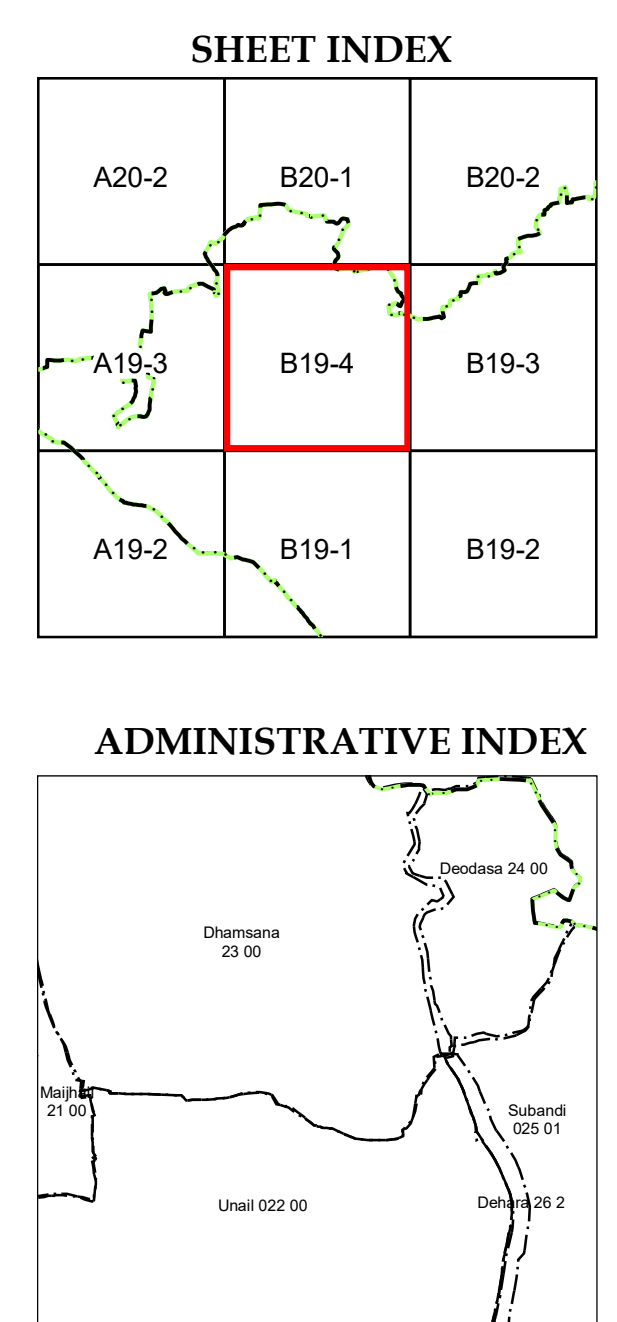 SHEET INDEX
A20-2 B20-1 B20-2
A19-3 B19-4 B19-3
A19-2 B19-1 B19-2
ADMINISTRATIVE INDEX
Deodasa 24 00
Dhamsana
23 00
21 00
Subandi
025 01
Unail 022 00
Dehara 26 2